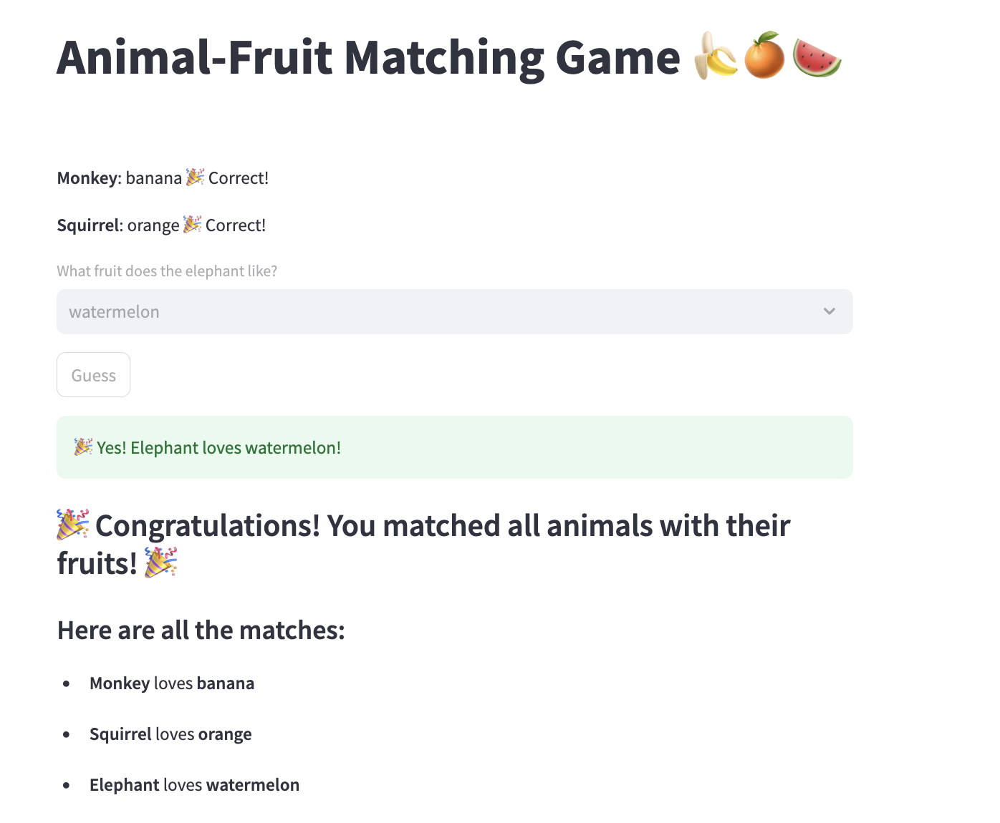 Animal-Fruit Matching Game 🍌🍊🍉
Monkey: banana 🎉 Correct!
Squirrel: orange 🎉 Correct!
What fruit does the elephant like?
watermelon
Guess
🎉 Yes! Elephant loves watermelon!
🎉 Congratulations! You matched all animals with their
fruits! 🎉
Here are all the matches:
• Monkey loves banana
• Squirrel loves orange
• Elephant loves watermelon